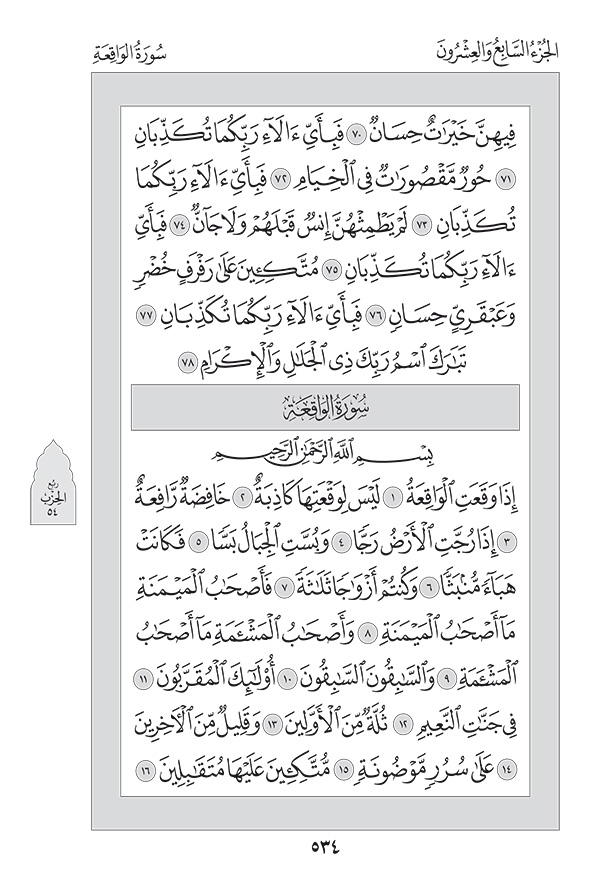 الجُزْءُ السَّابِعُ وَالعِشْرُونَ
سُورَةُ الوَاقِعَةِ
فِيهِنَّ خَيْرَٰتٌ حِسَانٞ ٧٠ فَبِأَيِّ ءَالَآءِ رَبِّكُمَا تُكَذِّبَانِ
٧١ حُورٞ مَّقۡصُورَٰتٞ فِي ٱلۡخِيَامِ ٧٢ فَبِأَيِّ ءَالَآءِ رَبِّكُمَا
تُكَذِّبَانِ ٧٣ لَمۡ يَطۡمِثۡهُنَّ إِنسٞ قَبۡلَهُمۡ وَلَا جَآنّٞ ٧٤ فَبِأَيِّ
ءَالَآءِ رَبِّكُمَا تُكَذِّبَانِ ٧٥ مُتَّكِـِٔينَ عَلَىٰ رَفۡرَفٍ خُضۡرٖ
وَعَبۡقَرِيٍّ حِسَانٖ ٧٦ فَبِأَيِّ ءَالَآءِ رَبِّكُمَا تُكَذِّبَانِ ٧٧
تَبَٰرَكَ ٱسۡمُ رَبِّكَ ذِي ٱلۡجَلَٰلِ وَٱلۡإِكۡرَامِ ٧٨
سُورَةُ الوَاقِعَةِ
بِسۡمِ ٱللَّهِ ٱلرَّحۡمَٰنِ ٱلرَّحِيمِ
إِذَا وَقَعَتِ ٱلۡوَاقِعَةُ ١ لَيۡسَ لِوَقۡعَتِهَا كَاذِبَةٌ ٢ خَافِضَةٞ رَّافِعَةٌ
٣ إِذَا رُجَّتِ ٱلۡأَرۡضُ رَجّٗا ٤ وَبُسَّتِ ٱلۡجِبَالُ بَسّٗا ٥ فَكَانَتۡ
هَبَآءٗ مُّنۢبَثّٗا ٦ وَكُنتُمۡ أَزۡوَٰجٗا ثَلَٰثَةٗ ٧ فَأَصۡحَٰبُ ٱلۡمَيۡمَنَةِ
مَآ أَصۡحَٰبُ ٱلۡمَيۡمَنَةِ ٨ وَأَصۡحَٰبُ ٱلۡمَشۡـَٔمَةِ مَآ أَصۡحَٰبُ
ٱلۡمَشۡـَٔمَةِ ٩ وَٱلسَّٰبِقُونَ ٱلسَّٰبِقُونَ ١٠ أُوْلَٰٓئِكَ ٱلۡمُقَرَّبُونَ ١١
فِي جَنَّٰتِ ٱلنَّعِيمِ ١٢ ثُلَّةٞ مِّنَ ٱلۡأَوَّلِينَ ١٣ وَقَلِيلٞ مِّنَ ٱلۡأٓخِرِينَ
١٤ عَلَىٰ سُرُرٖ مَّوۡضُونَةٖ ١٥ مُّتَّكِـِٔينَ عَلَيۡهَا مُتَقَٰبِلِينَ ١٦
رُبْعُ
الحِزْبِ
٥٤
٥٣٤